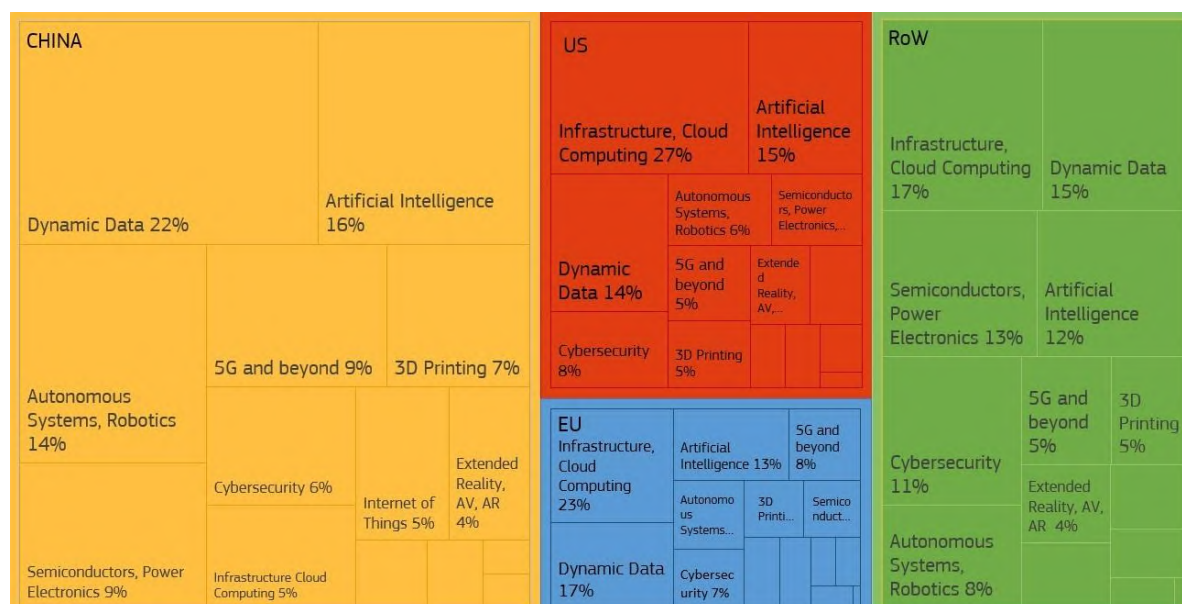 CHINA
Dynamic Data 22%
Artificial Intelligence
16%
Autonomous
Systems, Robotics
14%
5G and beyond 9%
3D Printing 7%
Semiconductors, Power
Electronics 9%
Cybersecurity 6%
Infrastructure Cloud
Computing 5%
Internet of
Things 5%
Extended
Reality,
AV, AR
4%
US
Infrastructure, Cloud
Computing 27%
Artificial
Intelligence
15%
Dynamic
Data 14%
Cybersecurity
8%
Autonomous
Systems,
Robotics 6%
Semiconducto
rs, Power
Electronics,...
5G and
beyond
5%
Extende
d
Reality,
AV,...
3D Printing
5%
EU
Infrastructure,
Cloud
Computing
23%
Dynamic Data
17%
Artificial
Intelligence 13%
5G and
beyond
8%
Autonomo
us
Systems...
3D
Printi...
Semico
nduct...
Cybersec
urity 7%
RoW
Infrastructure,
Cloud Computing
17%
Dynamic Data
15%
Semiconductors,
Power
Electronics 13%
Artificial
Intelligence
12%
Cybersecurity
11%
5G and
beyond
5%
3D
Printing
5%
Extended
Reality, AV,
AR 4%
Autonomous
Systems,
Robotics 8%